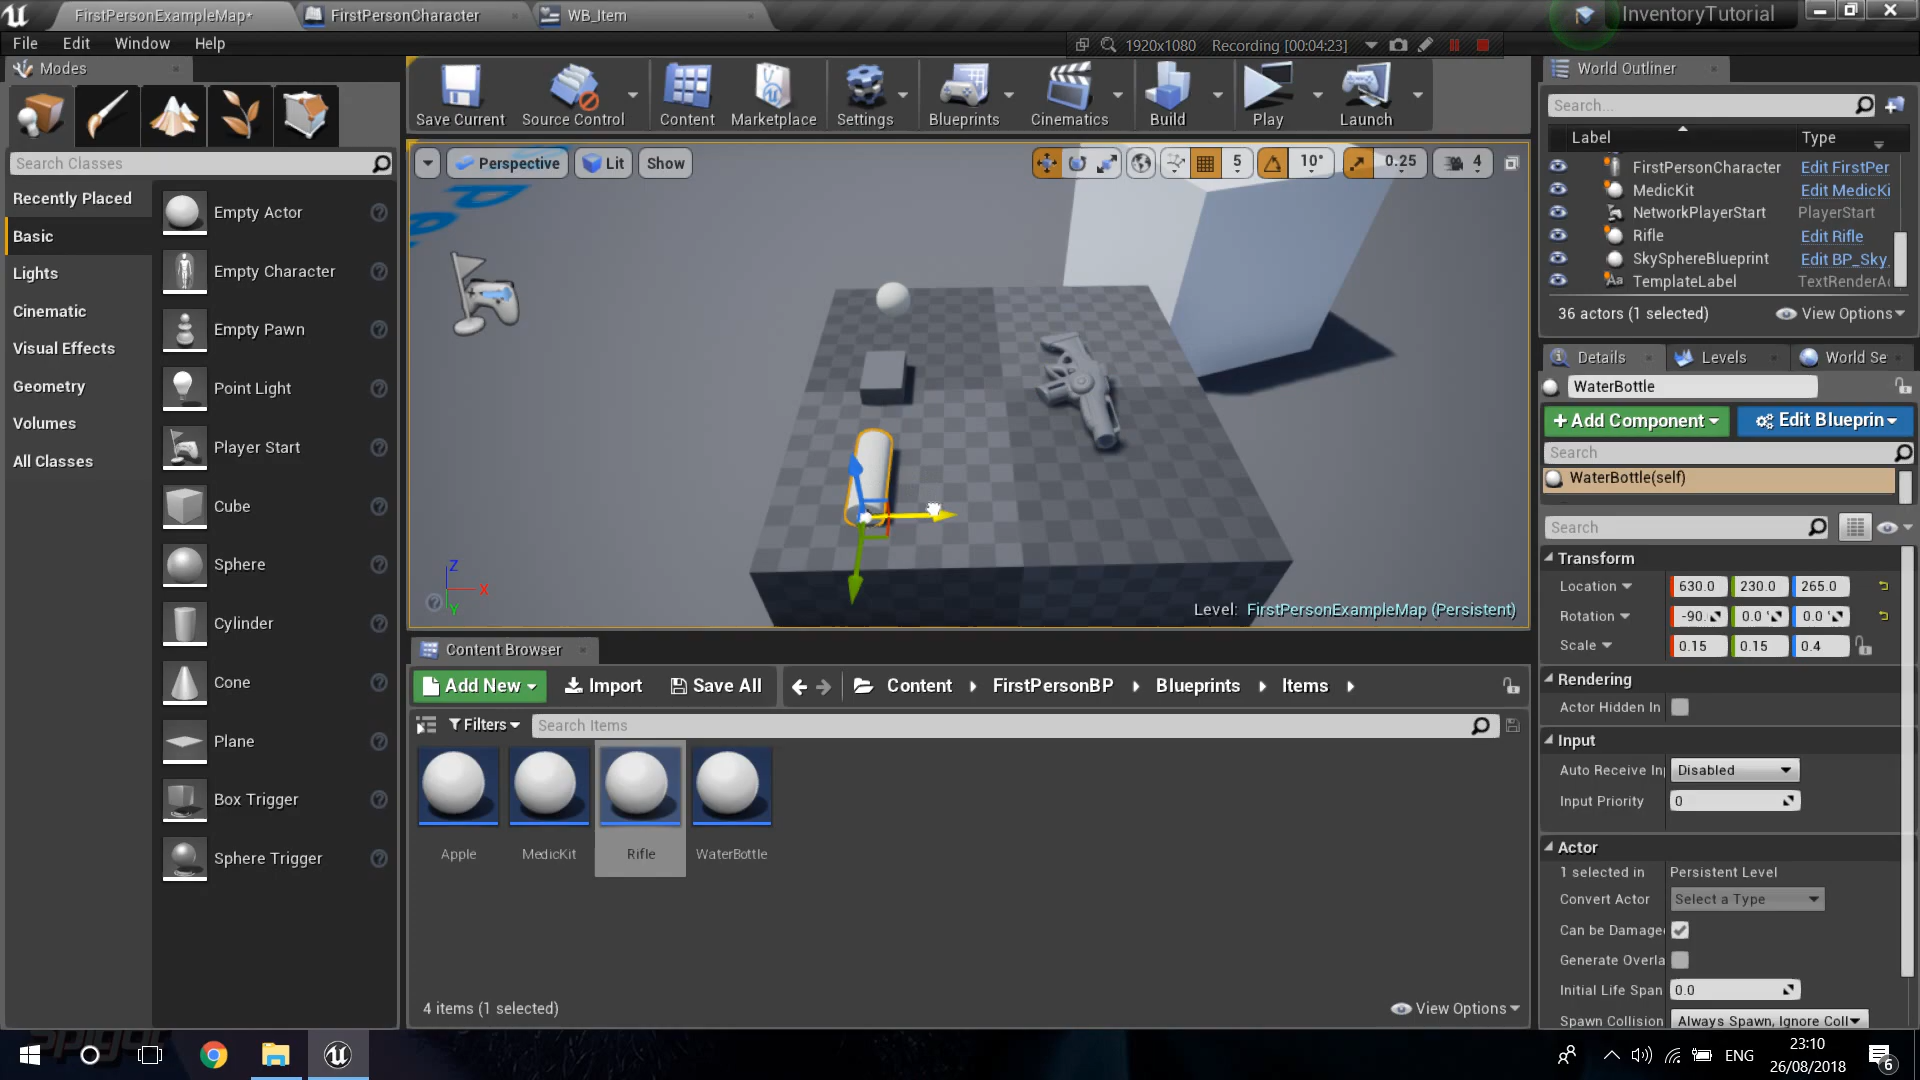 FirstPersonExampleMap*
FirstPersonCharacter
WB_Item
InventoryTutorial
File Edit Window Help
1920x1080 Recording [00:04:23]
Modes
Search Classes
Recently Placed
Basic
Lights
Cinematic
Visual Effects
Geometry
Volumes
All Classes
Empty Actor
Empty Character
Empty Pawn
Point Light
Player Start
Cube
Sphere
Cylinder
Cone
Plane
Box Trigger
Sphere Trigger
Save Current
Source Control
Content
Marketplace
Settings
Blueprints
Cinematics
Build
Play
Launch
Perspective
Lit
Show
5
10°
0.25
4
Z
X
Y
Level: FirstPersonExampleMap (Persistent)
Content Browser
Add New
Import
Save All
Content
FirstPersonBP
Blueprints
Items
Filters
Search Items
Apple
MedicKit
Rifle
WaterBottle
4 items (1 selected)
View Options
World Outliner
Search...
Label Type
FirstPersonCharacter Edit FirstPer
MedicKit Edit MedicKi
NetworkPlayerStart PlayerStart
Rifle Edit Rifle
SkySphereBlueprint Edit BP_Sky
TemplateLabel TextRenderAc
36 actors (1 selected)
View Options
Details
Levels
World Se
WaterBottle
+ Add Component
Edit Blueprin
Search
WaterBottle(self)
Search
Transform
Location 630.0 230.0 265.0
Rotation -90. 0.0 ° 0.0 °
Scale 0.15 0.15 0.4
Rendering
Actor Hidden In
Input
Auto Receive In Disabled
Input Priority 0
Actor
1 selected in Persistent Level
Convert Actor Select a Type
Can be Damage
Generate Overla
Initial Life Span 0.0
Spawn Collision Always Spawn, Ignore Coll
ENG
23:10
26/08/2018
6